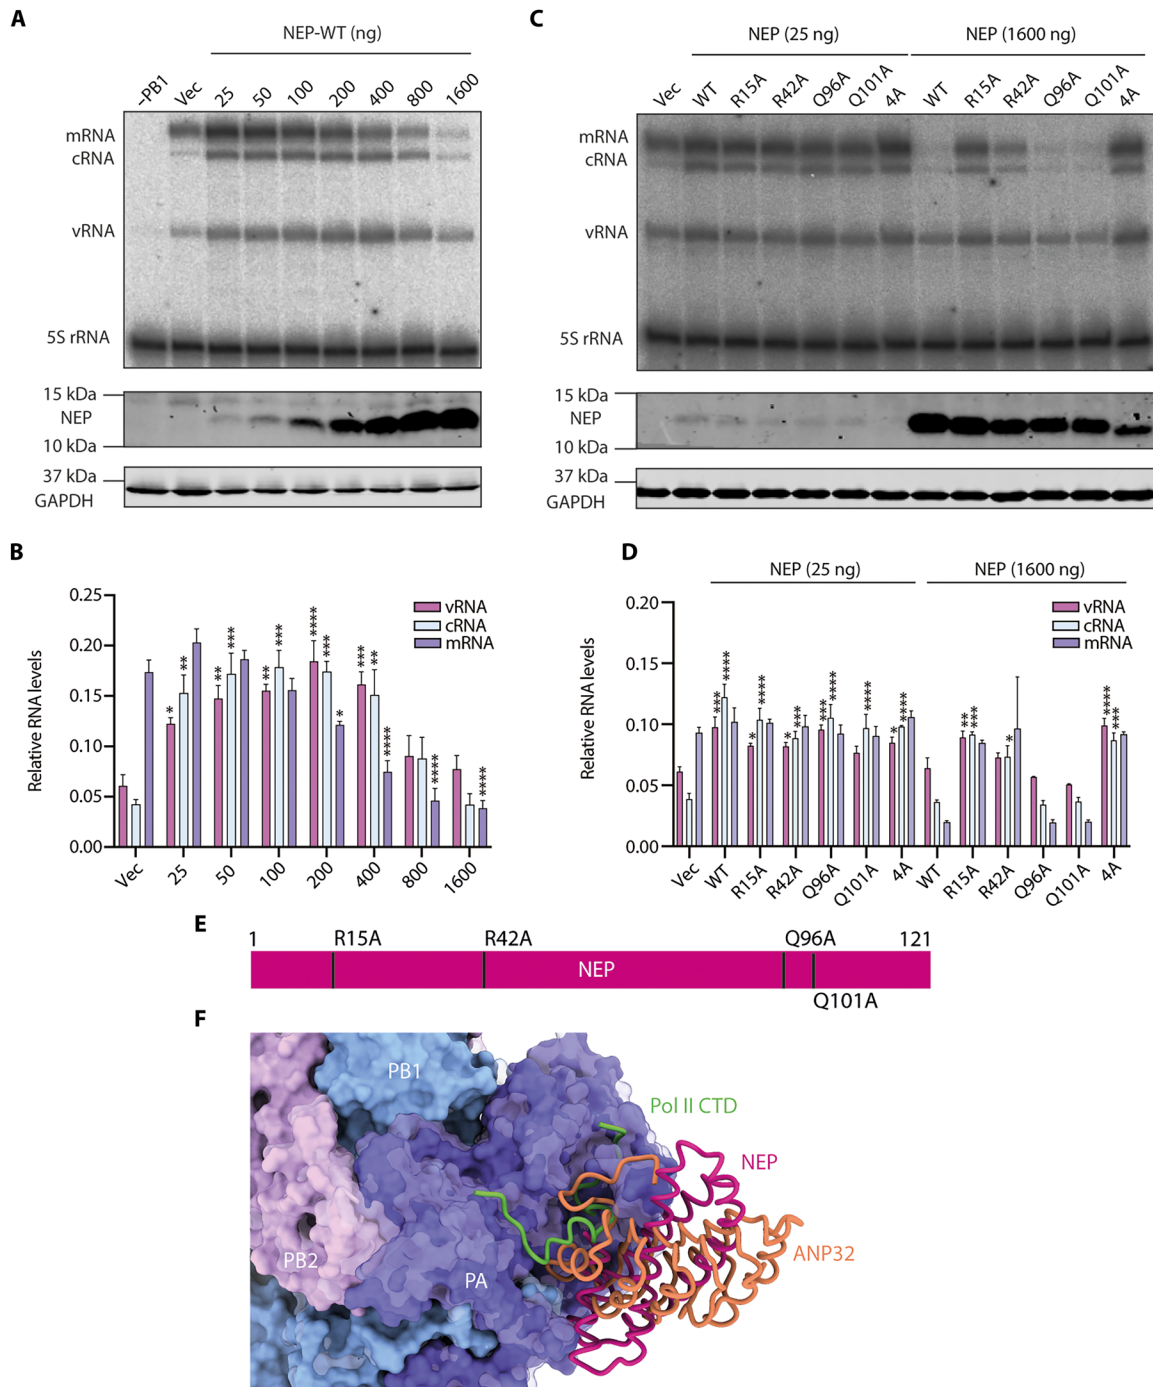 A
NEP-WT (ng)
–PB1 Vec 25 50 100 200 400 800 1600
mRNA
cRNA
vRNA
5S rRNA
15 kDa
NEP
10 kDa
37 kDa
GAPDH
C
NEP (25 ng) NEP (1600 ng)
Vec WT R15A R42A Q96A Q101A 4A WT R15A R42A Q96A Q101A 4A
mRNA
cRNA
vRNA
5S rRNA
15 kDa
NEP
10 kDa
37 kDa
GAPDH
B
Relative RNA levels
0.25
0.20
0.15
0.10
0.05
0.00
vRNA
cRNA
mRNA
* ** ** *** ** *** **** *** * *** ** **** **** ****
Vec 25 50 100 200 400 800 1600
D
NEP (25 ng) NEP (1600 ng)
Relative RNA levels
0.20
0.15
0.10
0.05
0.00
vRNA
cRNA
mRNA
*** **** * **** * *** *** **** **** * **** ** *** * **** ***
Vec WT R15A R42A Q96A Q101A 4A WT R15A R42A Q96A Q101A 4A
E
1 R15A R42A Q96A 121
NEP
Q101A
F
PB1
Pol II CTD
NEP
ANP32
PB2
PA